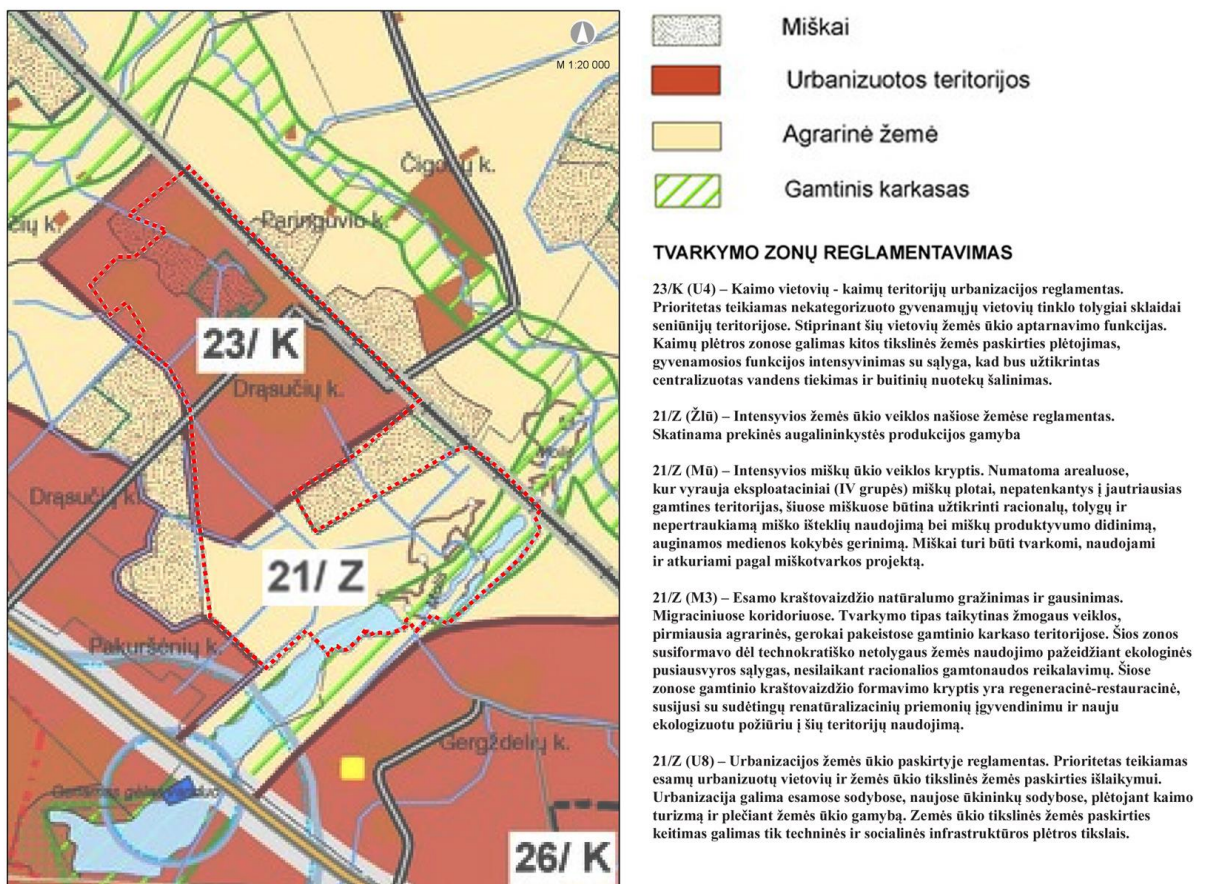 M 1:20 000
Čigonų k.
čių k.
Paringuvio k.
23/ K
Drąsučių k.
Drąsučių k.
21/ Z
Pakuršėnių k.
Gergždelių k.
26/ K
Miškai
Urbanizuotos teritorijos
Agrarinė žemė
Gamtinis karkasas
TVARKYMO ZONŲ REGLAMENTAVIMAS
23/K (U4) – Kaimo vietovių - kaimų teritorijų urbanizacijos reglamentas.
Prioritetas teikiamas nekategorizuoto gyvenamųjų vietovių tinklo tolygiai sklaidai
seniūnijų teritorijose. Stiprinant šių vietovių žemės ūkio aptarnavimo funkcijas.
Kaimų plėtros zonose galimas kitos tikslinės žemės paskirties plėtojimas,
gyvenamosios funkcijos intensyvinimas su sąlyga, kad bus užtikrintas
centralizuotas vandens tiekimas ir buitinių nuotekų šalinimas.
21/Z (Žlū) – Intensyvios žemės ūkio veiklos našiose žemėse reglamentas.
Skatinama prekinės augalininkystės produkcijos gamyba
21/Z (Mū) – Intensyvios miškų ūkio veiklos kryptis. Numatoma arealuose,
kur vyrauja eksploataciniai (IV grupės) miškų plotai, nepatenkantys į jautriausias
gamtines teritorijas, šiuose miškuose būtina užtikrinti racionalų, tolygų ir
nepertraukiamą miško išteklių naudojimą bei miškų produktyvumo didinimą,
auginamos medienos kokybės gerinimą. Miškai turi būti tvarkomi, naudojami
ir atkuriami pagal miškotvarkos projektą.
21/Z (M3) – Esamo kraštovaizdžio natūralumo gražinimas ir gausinimas.
Migraciniuose koridoriuose. Tvarkymo tipas taikytinas žmogaus veiklos,
pirmiausia agrarinės, gerokai pakeistose gamtinio karkaso teritorijose. Šios zonos
susiformavo dėl technokratiško netolygaus žemės naudojimo pažeidžiant ekologinės
pusiausvyros sąlygas, nesilaikant racionalios gamtonaudos reikalavimų. Šiose
zonose gamtinio kraštovaizdžio formavimo kryptis yra regeneracinė-restauracinė,
susijusi su sudėtingų renatūralizacinių priemonių įgyvendinimu ir nauju
ekologizuotu požiūriu į šių teritorijų naudojimą.
21/Z (U8) – Urbanizacijos žemės ūkio paskirtyje reglamentas. Prioritetas teikiamas
esamų urbanizuotų vietovių ir žemės ūkio tikslinės žemės paskirties išlaikymui.
Urbanizacija galima esamose sodybose, naujose ūkininkų sodybose, plėtojant kaimo
turizmą ir plečiant žemės ūkio gamybą. Zemės ūkio tikslinės žemės paskirties
keitimas galimas tik techninės ir socialinės infrastruktūros plėtros tikslais.